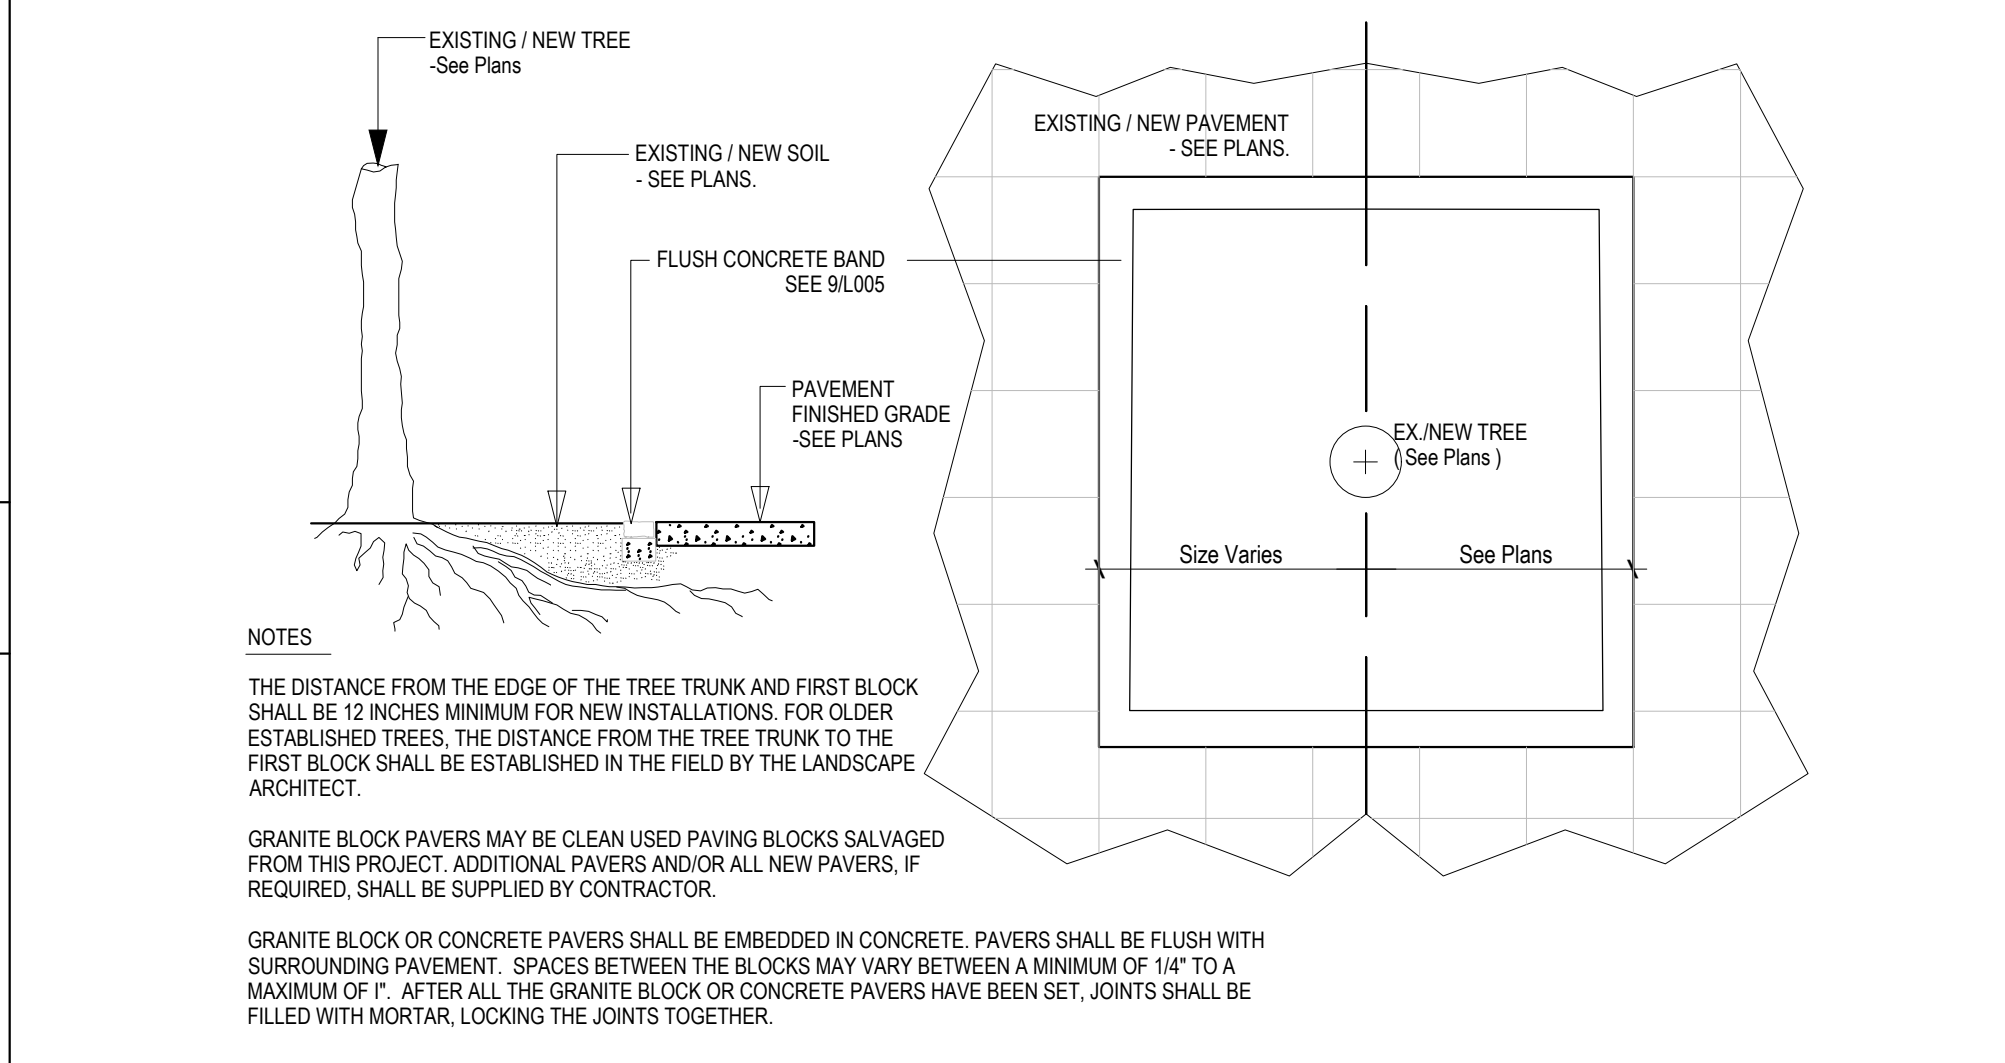 EXISTING / NEW TREE
-See Plans
EXISTING / NEW SOIL
- SEE PLANS.
FLUSH CONCRETE BAND
SEE 9/L005
PAVEMENT
FINISHED GRADE
-SEE PLANS
EXISTING / NEW PAVEMENT
- SEE PLANS.
EX./NEW TREE
( See Plans )
Size Varies
See Plans
NOTES
THE DISTANCE FROM THE EDGE OF THE TREE TRUNK AND FIRST BLOCK
SHALL BE 12 INCHES MINIMUM FOR NEW INSTALLATIONS. FOR OLDER
ESTABLISHED TREES, THE DISTANCE FROM THE TREE TRUNK TO THE
FIRST BLOCK SHALL BE ESTABLISHED IN THE FIELD BY THE LANDSCAPE
ARCHITECT.
GRANITE BLOCK PAVERS MAY BE CLEAN USED PAVING BLOCKS SALVAGED
FROM THIS PROJECT. ADDITIONAL PAVERS AND/OR ALL NEW PAVERS, IF
REQUIRED, SHALL BE SUPPLIED BY CONTRACTOR.
GRANITE BLOCK OR CONCRETE PAVERS SHALL BE EMBEDDED IN CONCRETE. PAVERS SHALL BE FLUSH WITH
SURROUNDING PAVEMENT.  SPACES BETWEEN THE BLOCKS MAY VARY BETWEEN A MINIMUM OF 1/4" TO A
MAXIMUM OF I".  AFTER ALL THE GRANITE BLOCK OR CONCRETE PAVERS HAVE BEEN SET, JOINTS SHALL BE
FILLED WITH MORTAR, LOCKING THE JOINTS TOGETHER.